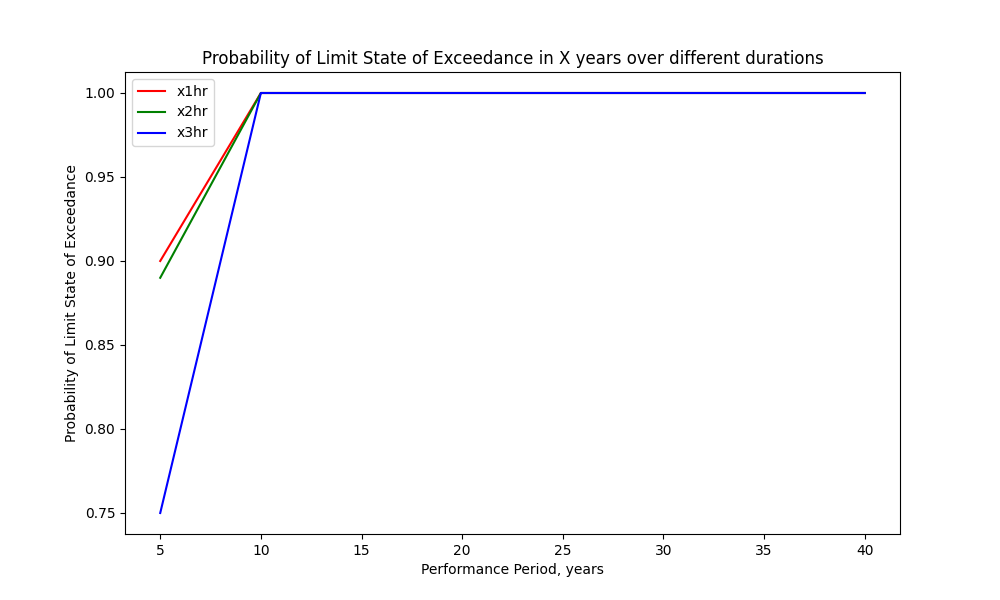 Probability of Limit State of Exceedance in X years over different durations
x1hr
x2hr
x3hr
Probability of Limit State of Exceedance
1.00
0.95
0.90
0.85
0.80
0.75
5 10 15 20 25 30 35 40
Performance Period, years